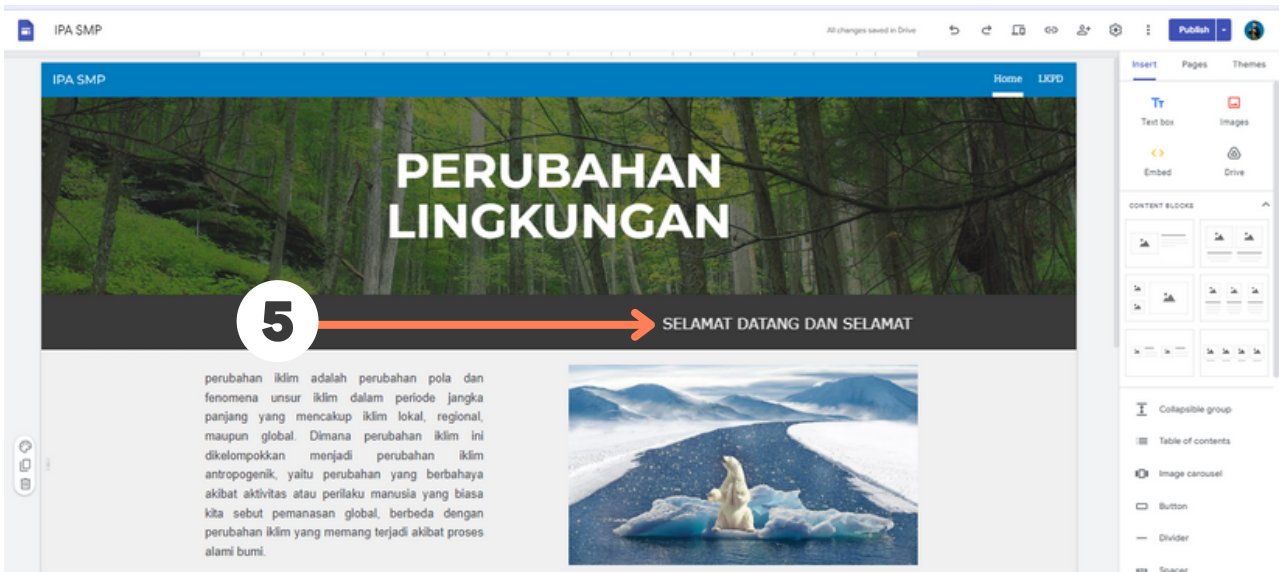 IPA SMP
All changes saved in Drive
Publish
Insert Pages Themes
IPA SMP
Home LKPD
Text box Images
Embed Drive
CONTENT BLOCKS
PERUBAHAN
LINGKUNGAN
5
SELAMAT DATANG DAN SELAMAT
perubahan iklim adalah perubahan pola dan
fenomena unsur iklim dalam periode jangka
panjang yang mencakup iklim lokal, regional,
maupun global. Dimana perubahan iklim ini
dikelompokkan menjadi perubahan iklim
antropogenik, yaitu perubahan yang berbahaya
akibat aktivitas atau perilaku manusia yang biasa
kita sebut pemanasan global, berbeda dengan
perubahan iklim yang memang terjadi akibat proses
alami bumi.
Collapsible group
Table of contents
Image carousel
Button
Divider
Spacer